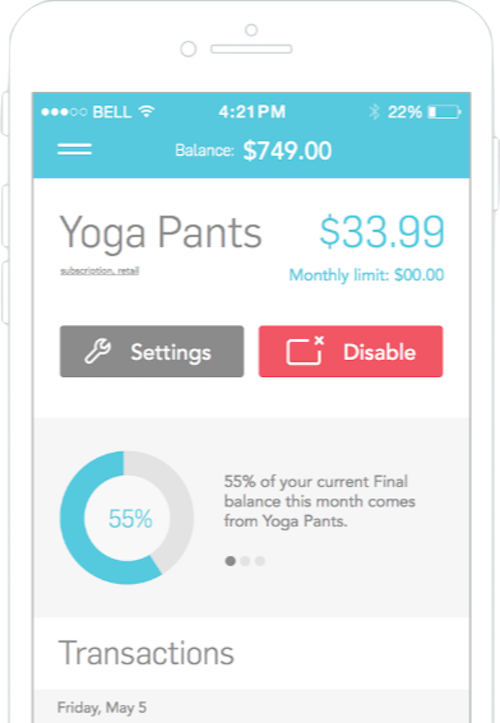 BELL 4:21PM 22%
Balance: $749.00
Yoga Pants $33.99
subscription, retail Monthly limit: $00.00
Settings Disable
55%
55% of your current Final
balance this month comes
from Yoga Pants.
Transactions
Friday, May 5